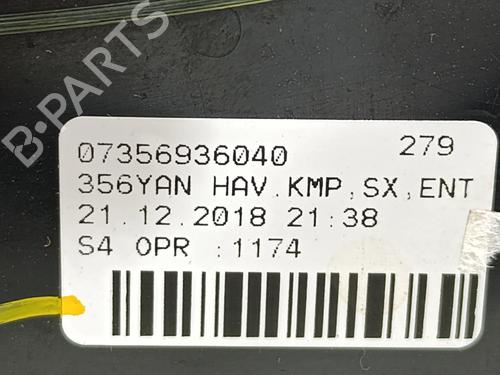 B-PARTS
07356936040 279
356YAN HAV.KMP,SX,ENT
21.12.2018 21:38
S4 OPR :1174